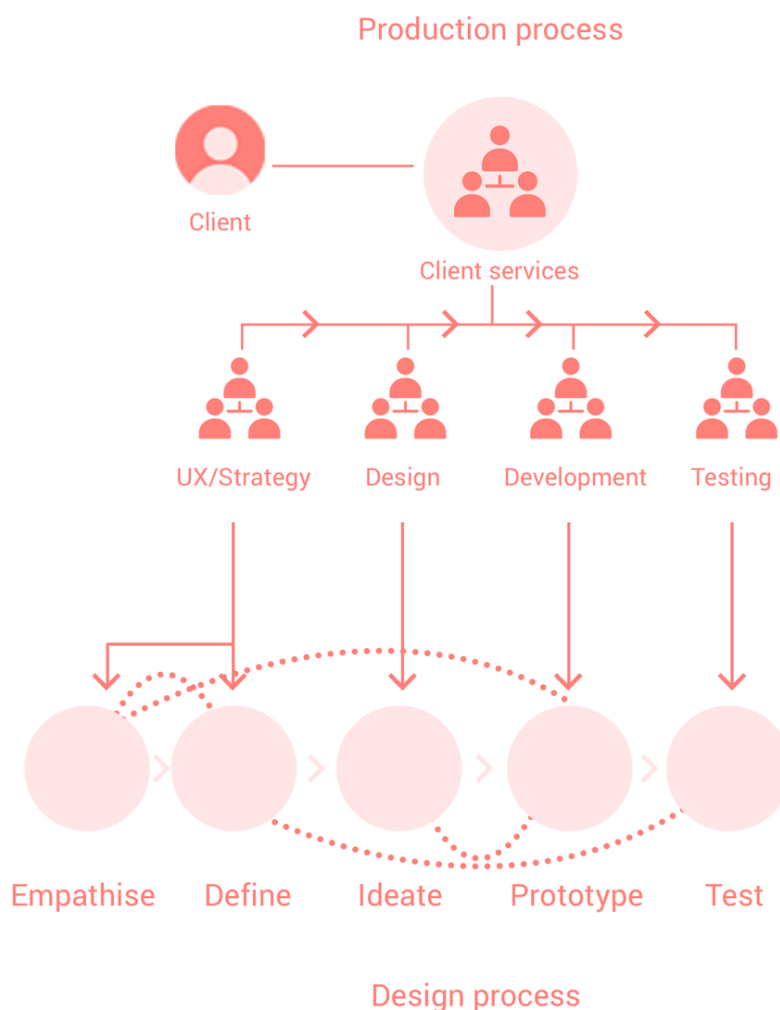 Production process
Client
Client services
UX/Strategy
Design
Development
Testing
Empathise
Define
Ideate
Prototype
Test
Design process